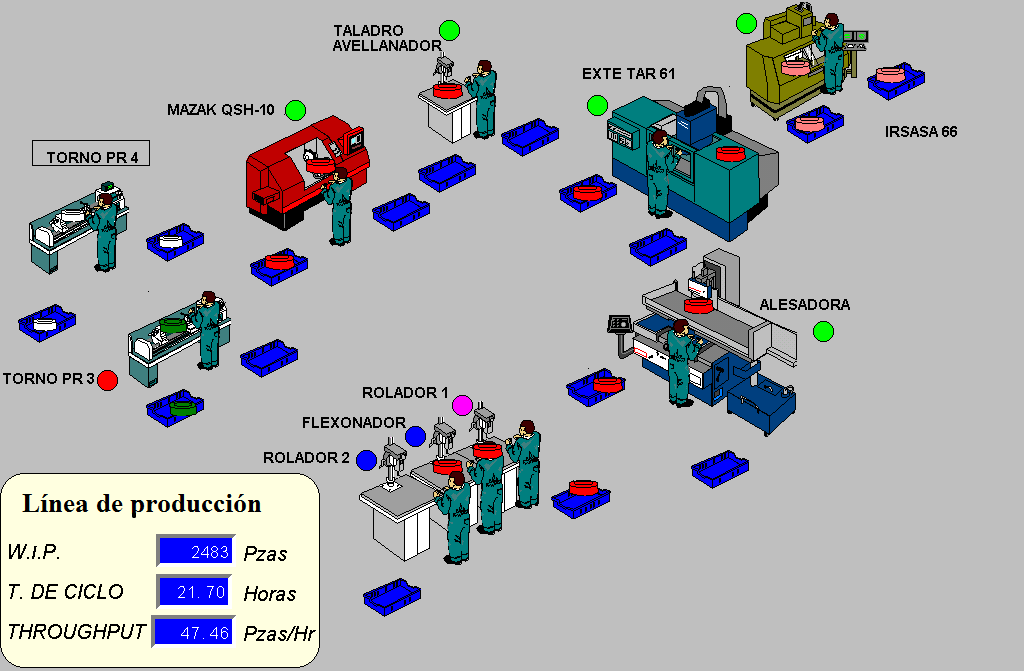 TALADRO
AVELLANADOR
EXTE TAR 61
MAZAK QSH-10
IRSASA 66
TORNO PR 4
ALESADORA
TORNO PR 3
ROLADOR 1
FLEXONADOR
ROLADOR 2
Línea de producción
W.I.P. 2483 Pzas
T. DE CICLO 21.70 Horas
THROUGHPUT 47.46 Pzas/Hr